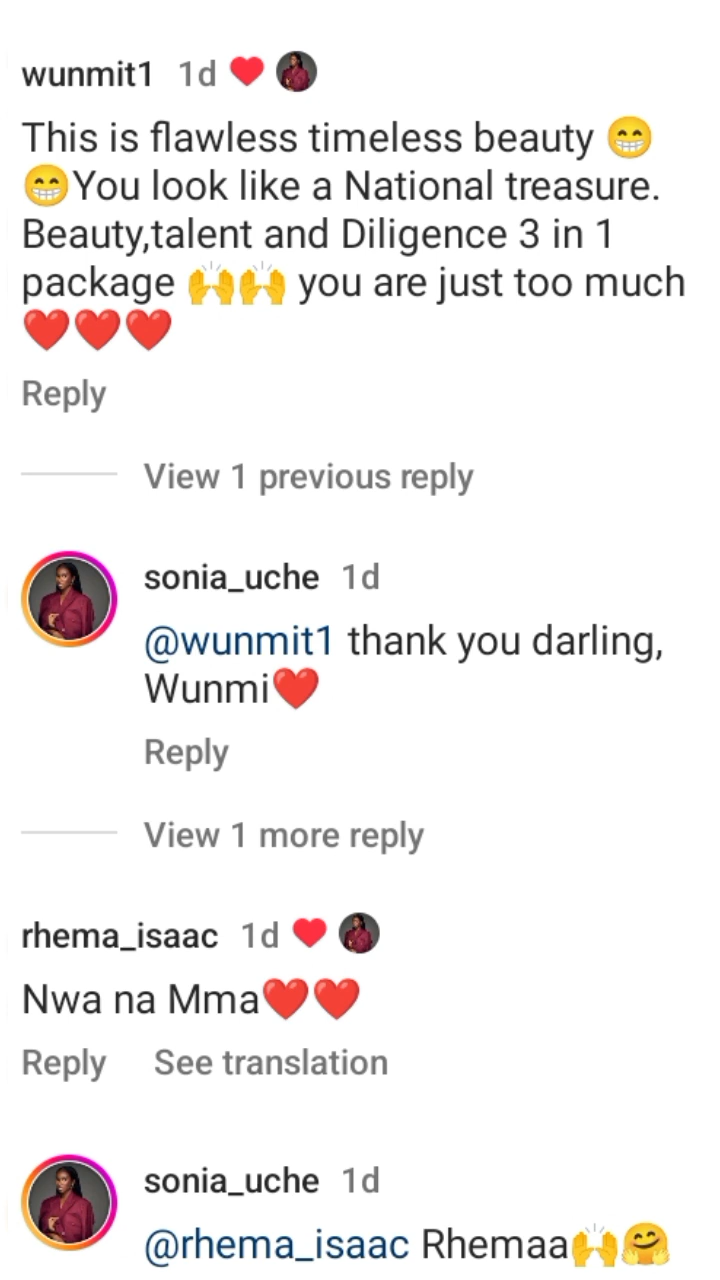 wunmit1 1d ❤️
This is flawless timeless beauty 😁
😁You look like a National treasure.
Beauty,talent and Diligence 3 in 1
package 🙌🙌 you are just too much
❤️❤️❤️
Reply
View 1 previous reply
sonia_uche 1d
@wunmit1 thank you darling,
Wunmi❤️
Reply
View 1 more reply
rhema_isaac 1d ❤️
Nwa na Mma❤️❤️
Reply See translation
sonia_uche 1d
@rhema_isaac Rhemaa🙌🤗